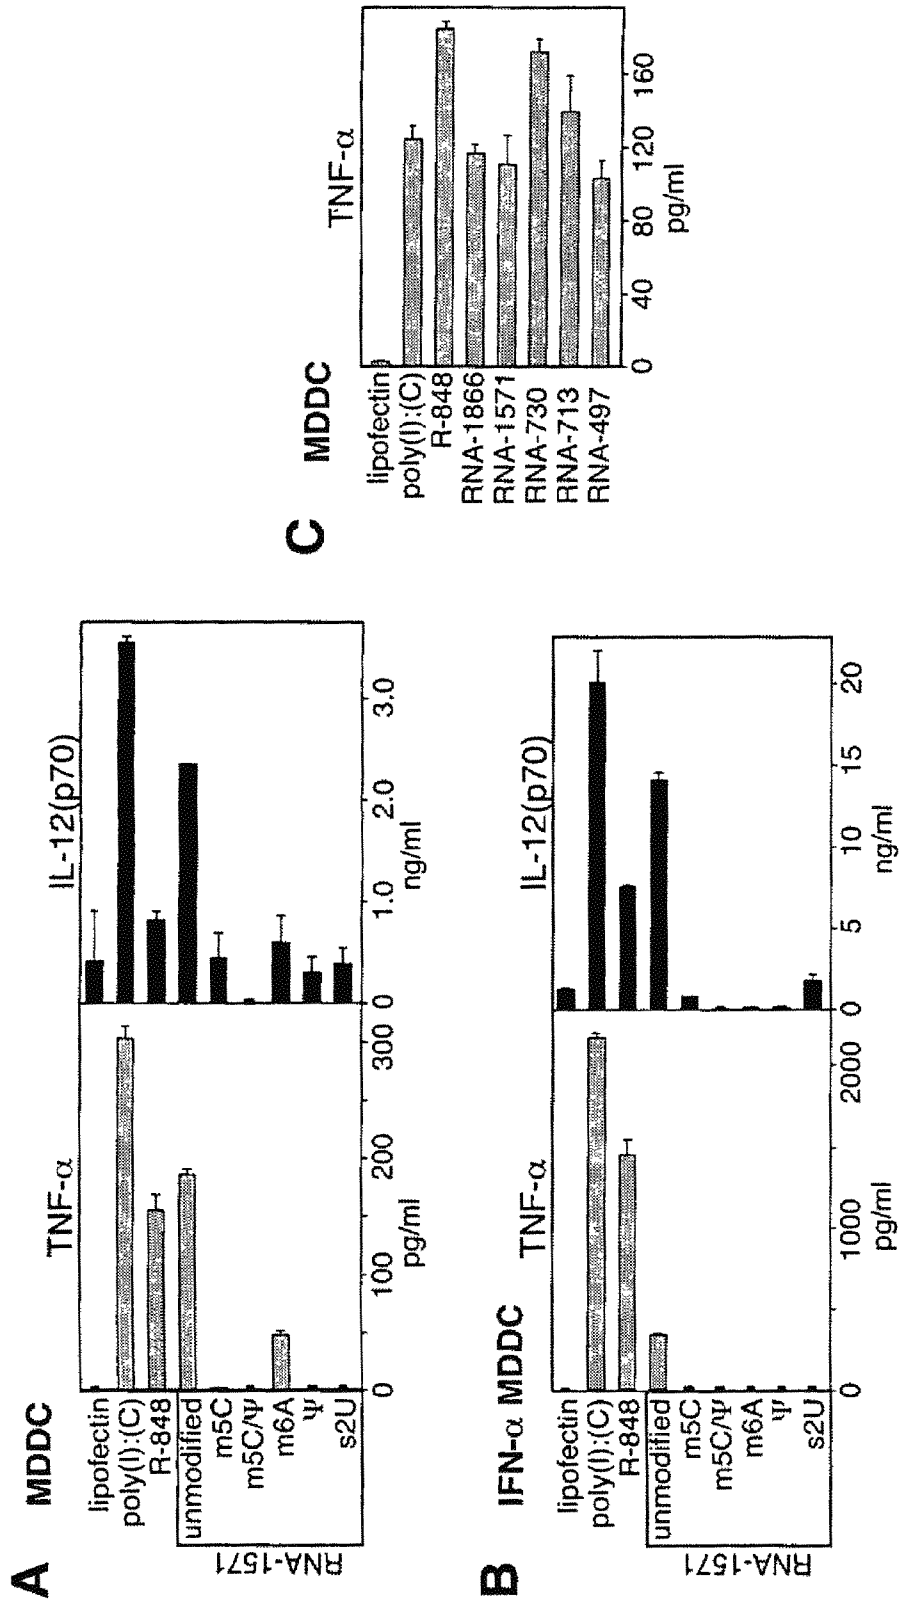 A MDDC
TNF-α
IL-12(p70)
lipofectin
poly(I):(C)
R-848
unmodified
m5C
m5C/Ψ
m6A
Ψ
s2U
RNA-1571
0 100 200 300
pg/ml
0 1.0 2.0 3.0
ng/ml
B IFN-α MDDC
TNF-α
IL-12(p70)
lipofectin
poly(I):(C)
R-848
unmodified
m5C
m5C/Ψ
m6A
Ψ
s2U
RNA-1571
0 1000 2000
pg/ml
0 5 10 15 20
ng/ml
C MDDC
TNF-α
lipofectin
poly(I):(C)
R-848
RNA-1866
RNA-1571
RNA-730
RNA-713
RNA-497
0 40 80 120 160
pg/ml